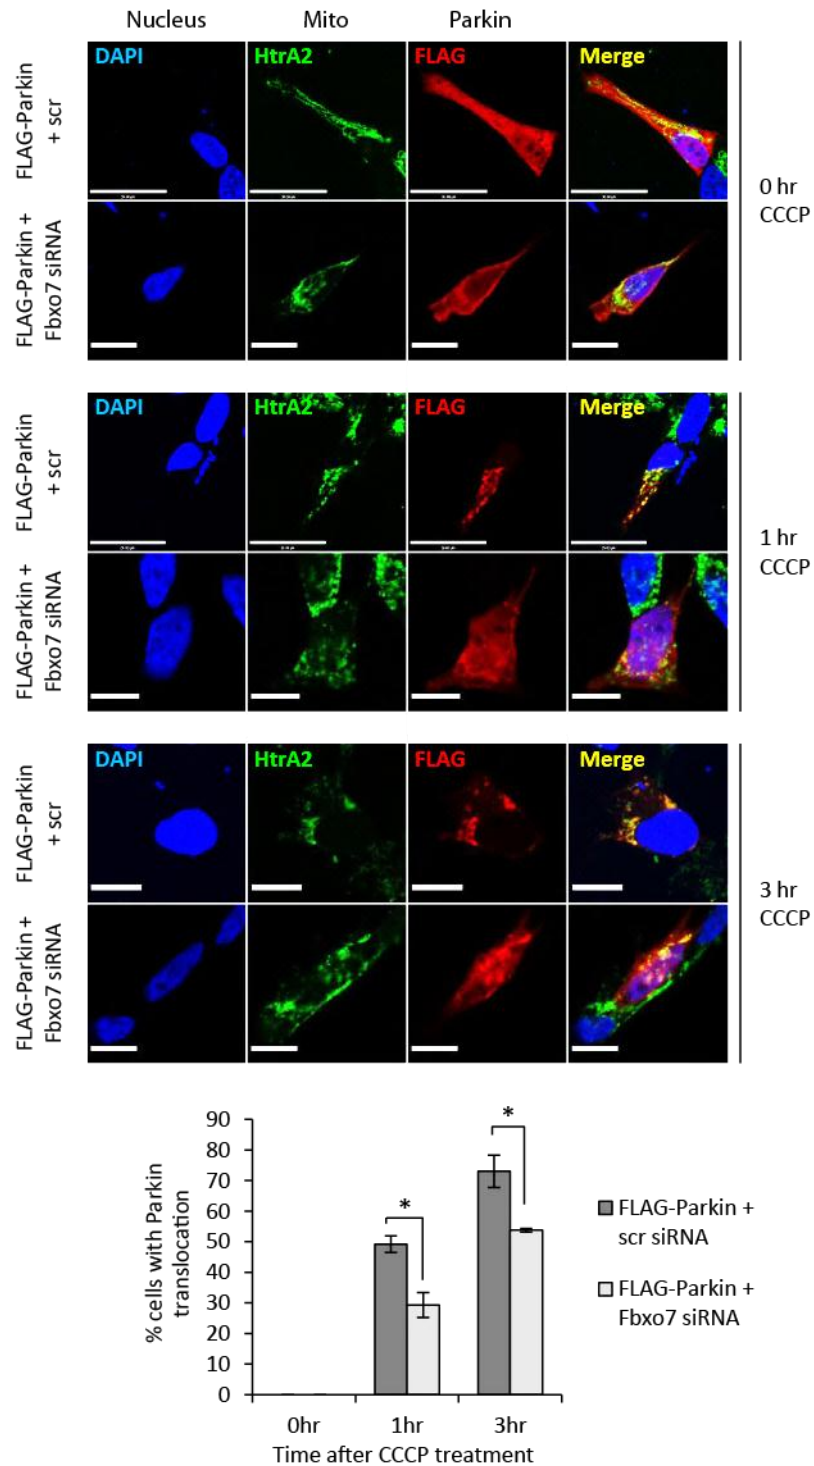 Nucleus Mito Parkin
FLAG-Parkin
+ scr
DAPI HtrA2 FLAG Merge
FLAG-Parkin +
Fbxo7 siRNA
0 hr
CCCP
FLAG-Parkin
+ scr
DAPI HtrA2 FLAG Merge
FLAG-Parkin +
Fbxo7 siRNA
1 hr
CCCP
FLAG-Parkin
+ scr
DAPI HtrA2 FLAG Merge
FLAG-Parkin +
Fbxo7 siRNA
3 hr
CCCP
% cells with Parkin
translocation
90
80
70
60
50
40
30
20
10
0
*
*
0hr 1hr 3hr
Time after CCCP treatment
FLAG-Parkin +
scr siRNA
FLAG-Parkin +
Fbxo7 siRNA